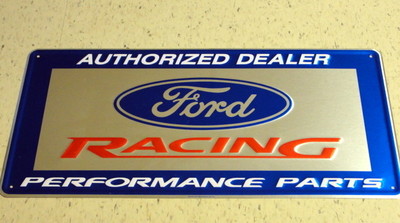 AUTHORIZED DEALER
Ford
RACING
PERFORMANCE PARTS